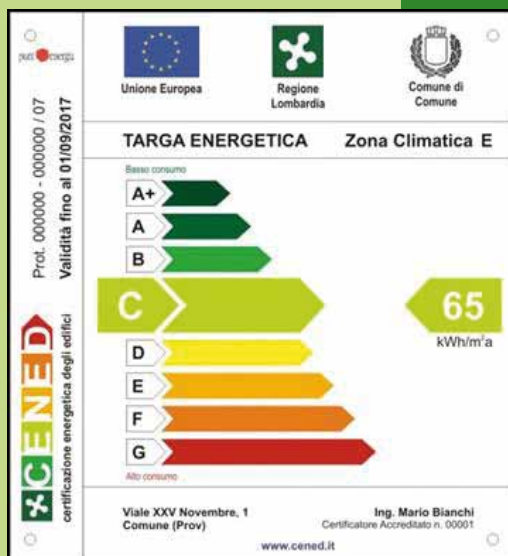 punti energia
Unione Europea
Regione
Lombardia
Comune di
Comune
TARGA ENERGETICA
Zona Climatica E
Prot. 000000 - 000000 / 07
Validità fino al 01/09/2017
CENED
certificazione energetica degli edifici
Basso consumo
A+
A
B
C
65
kWh/m²a
D
E
F
G
Alto consumo
Viale XXV Novembre, 1
Comune (Prov)
Ing. Mario Bianchi
Certificatore Accreditato n. 00001
www.cened.it